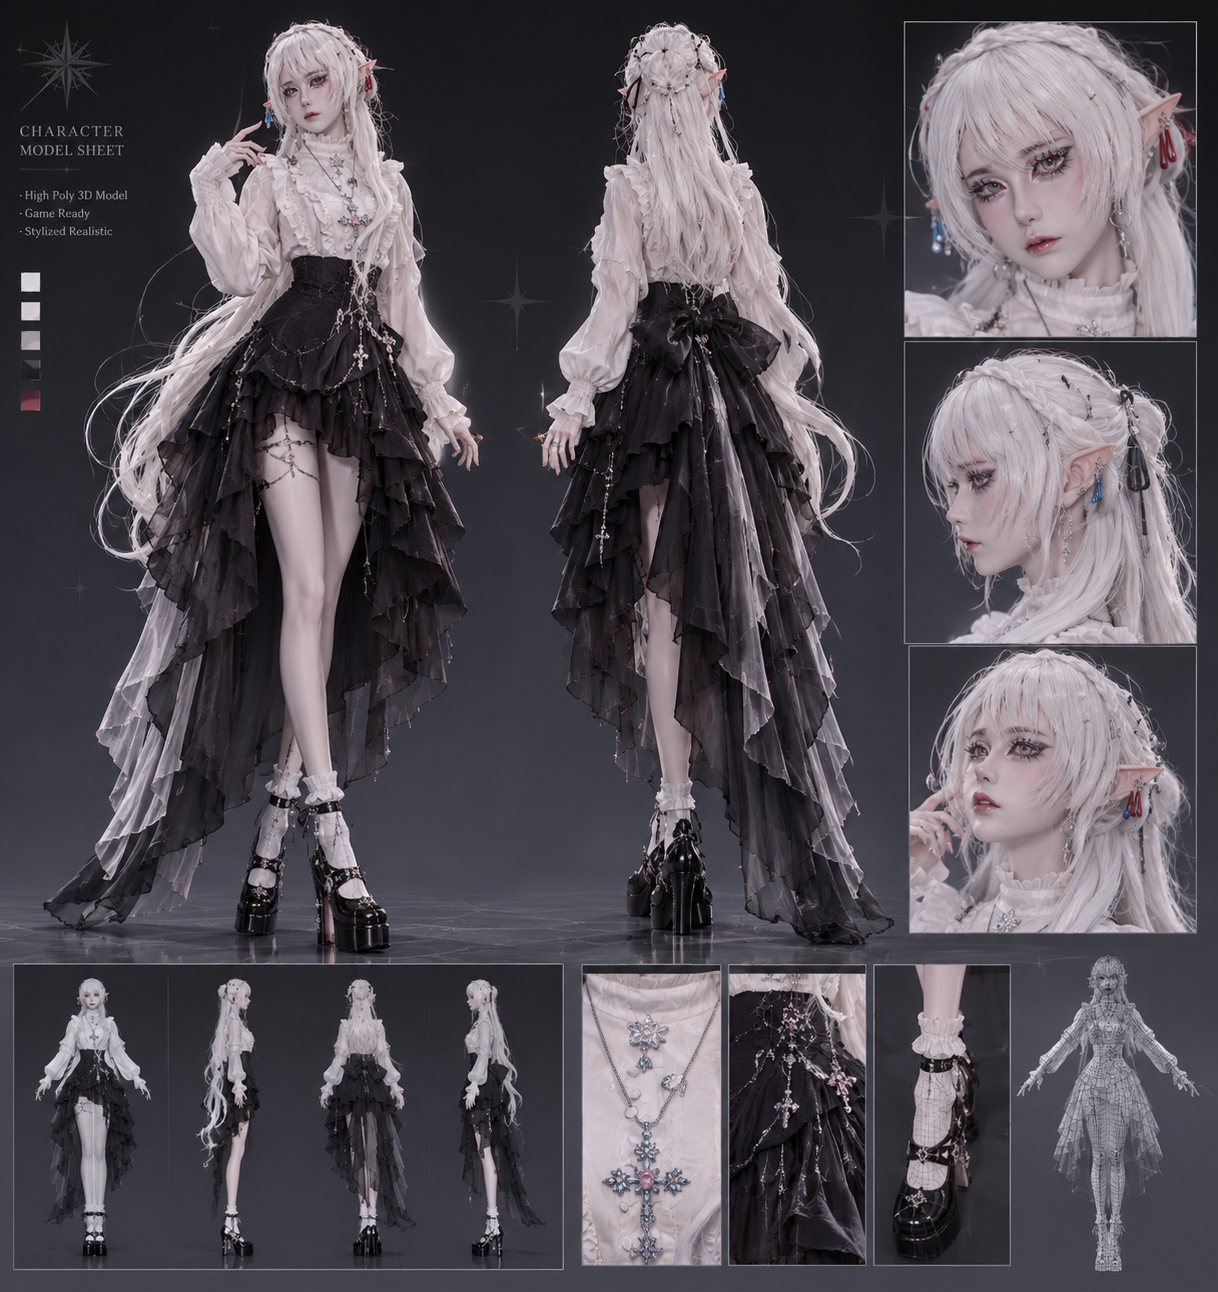 CHARACTER
MODEL SHEET
· High Poly 3D Model
· Game Ready
· Stylized Realistic